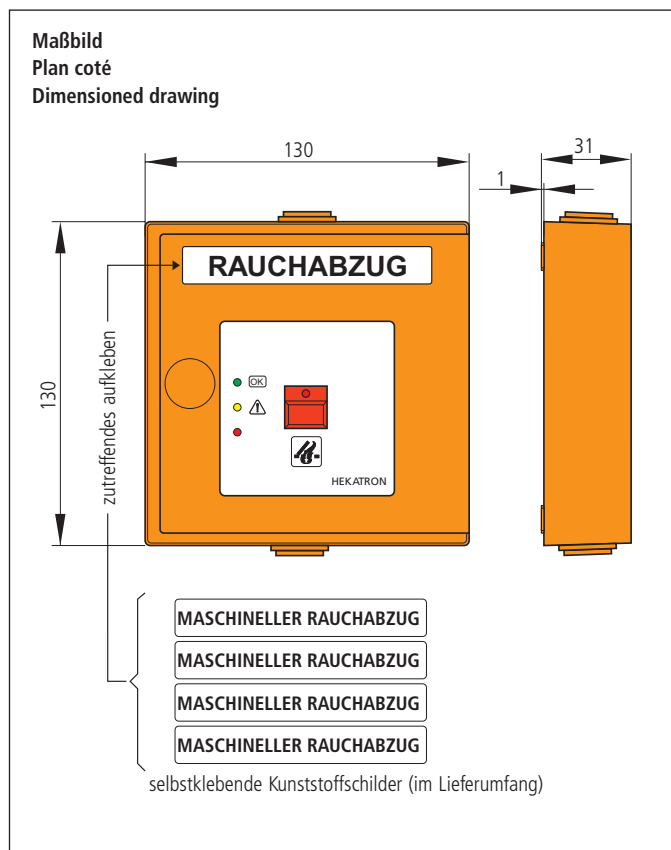 Maßbild
Plan coté
Dimensioned drawing
130
31
1
RAUCHABZUG
130
zutreffendes aufkleben
OK
HEKATRON
MASCHINELLER RAUCHABZUG
MASCHINELLER RAUCHABZUG
MASCHINELLER RAUCHABZUG
MASCHINELLER RAUCHABZUG
selbstklebende Kunststoffschilder (im Lieferumfang)